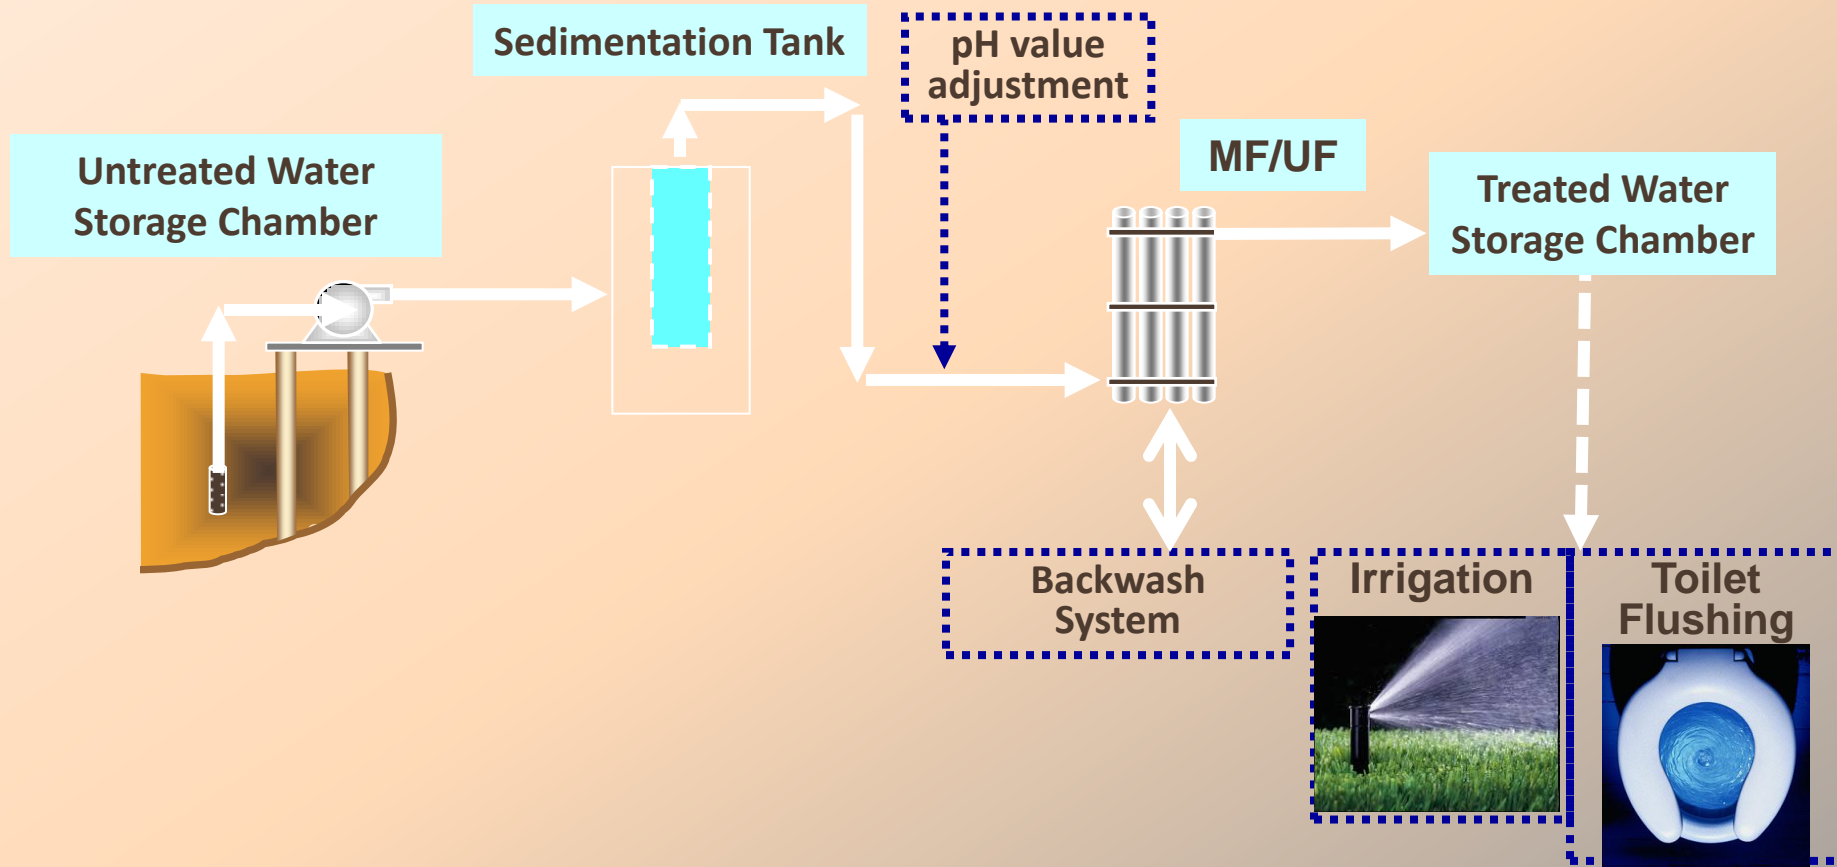 Sedimentation Tank
pH value
adjustment
MF/UF
Untreated Water
Storage Chamber
Treated Water
Storage Chamber
Backwash
System
Irrigation
Toilet
Flushing